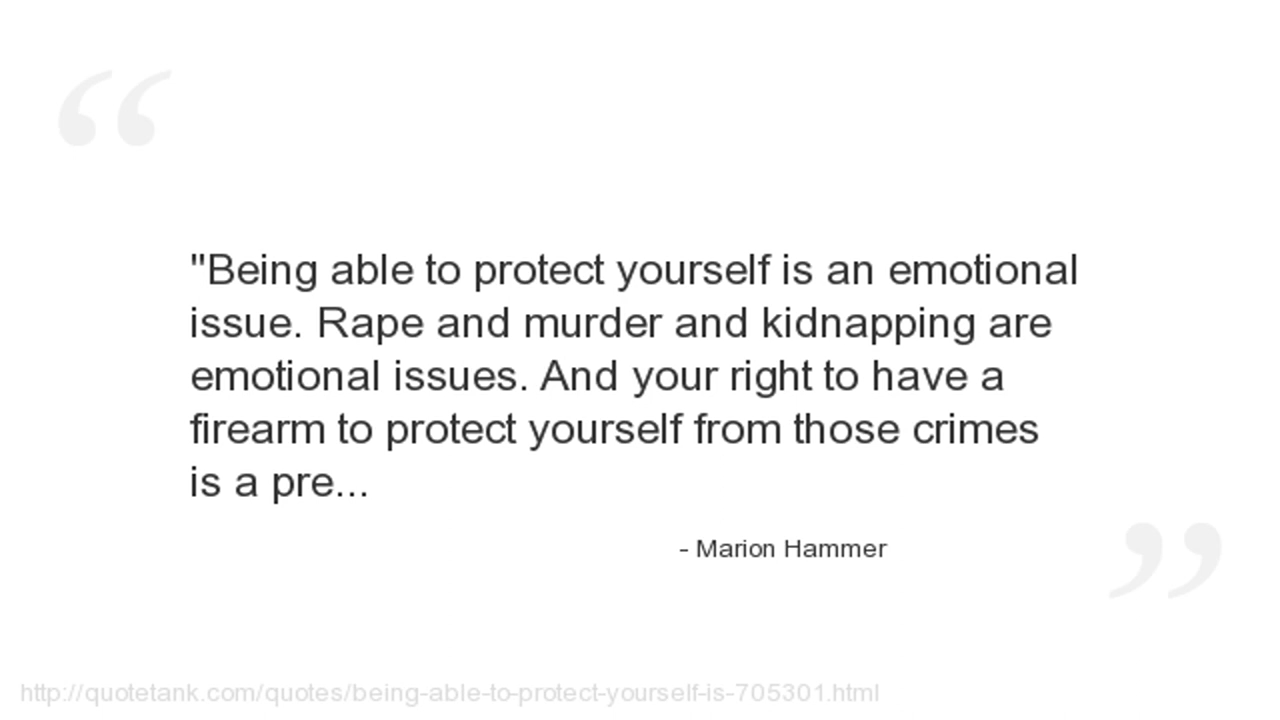 "Being able to protect yourself is an emotional
issue. Rape and murder and kidnapping are
emotional issues. And your right to have a
firearm to protect yourself from those crimes
is a pre...
- Marion Hammer
http://quotetank.com/quotes/being-able-to-protect-yourself-is-705301.html